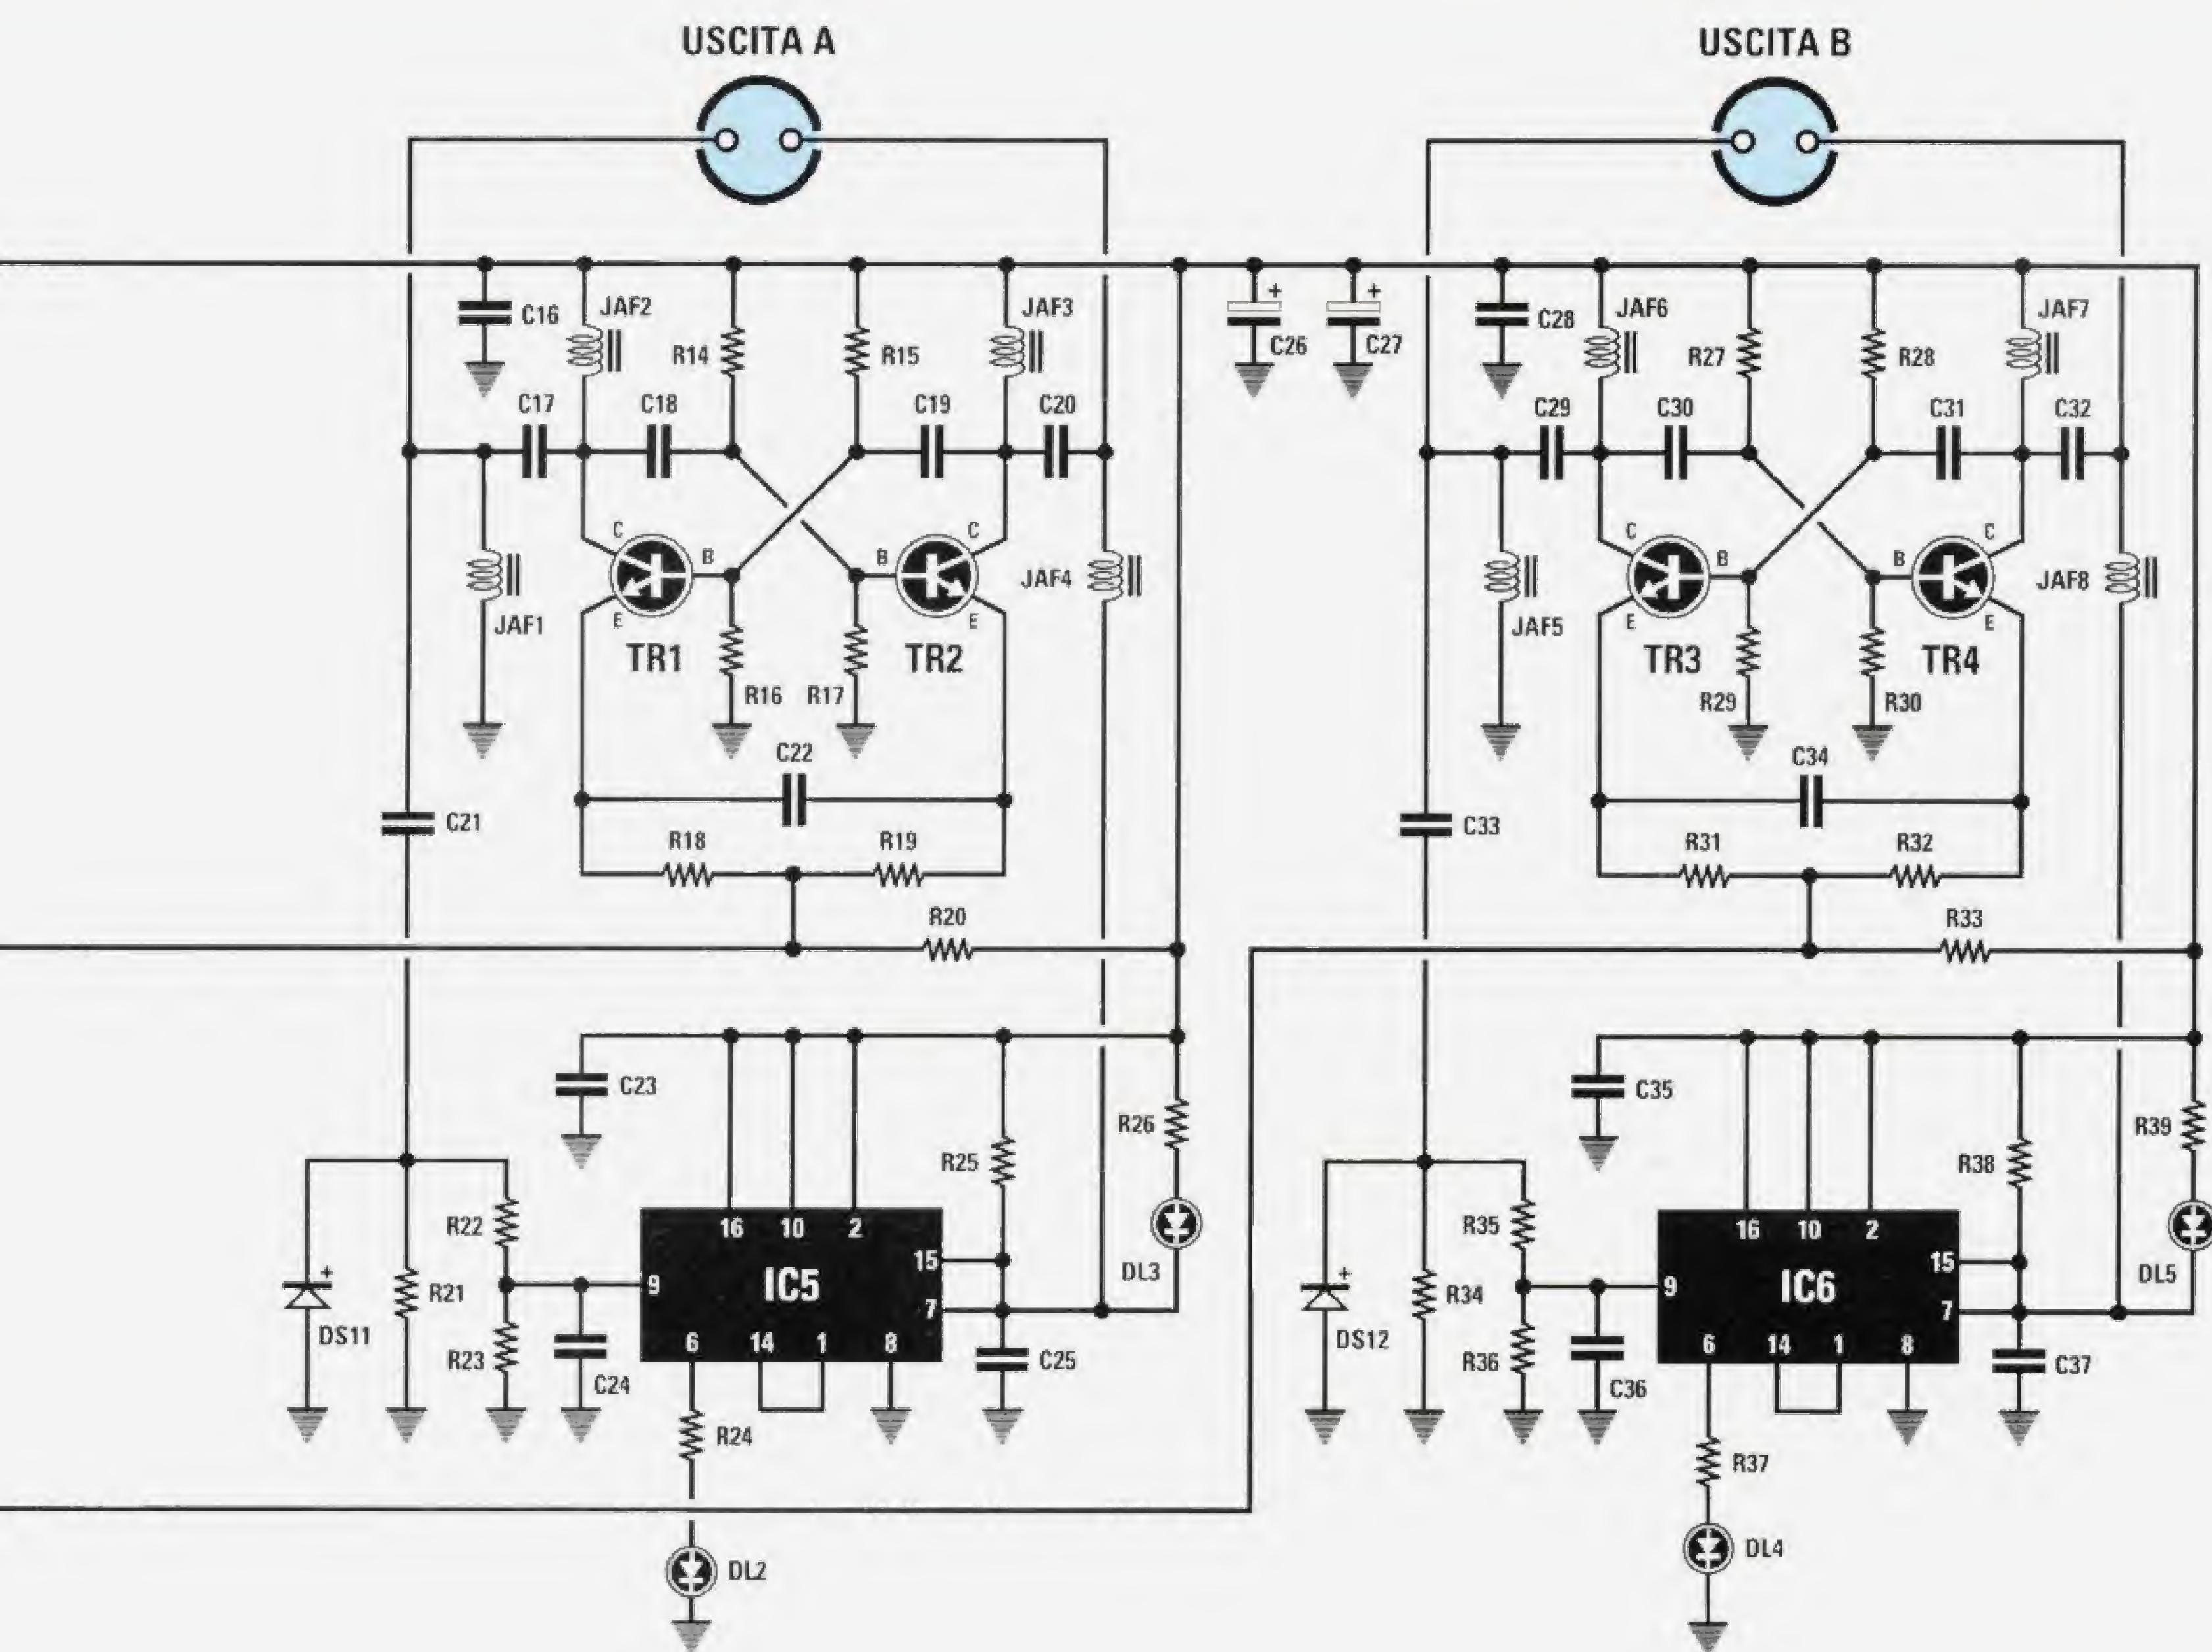 USCITA A
USCITA B
+
+
C16
JAF2
R14
R15
JAF3
C26
C27
C28
JAF6
R27
R28
JAF7
C17
C18
C19
C20
C29
C30
C31
C32
C
B
E
JAF1
TR1
B
C
E
TR2
JAF4
R16
R17
C
B
E
JAF5
TR3
B
C
E
TR4
JAF8
R29
R30
C22
C34
C21
R18
R19
C33
R31
R32
R20
R33
C23
R26
R25
C35
R39
R38
R22
16
10
2
15
DL3
R35
16
10
2
15
DL5
+
DS11
R21
9
IC5
7
+
DS12
R34
9
IC6
7
R23
C24
6
14
1
8
C25
R36
C36
6
14
1
8
C37
R24
R37
DL2
DL4